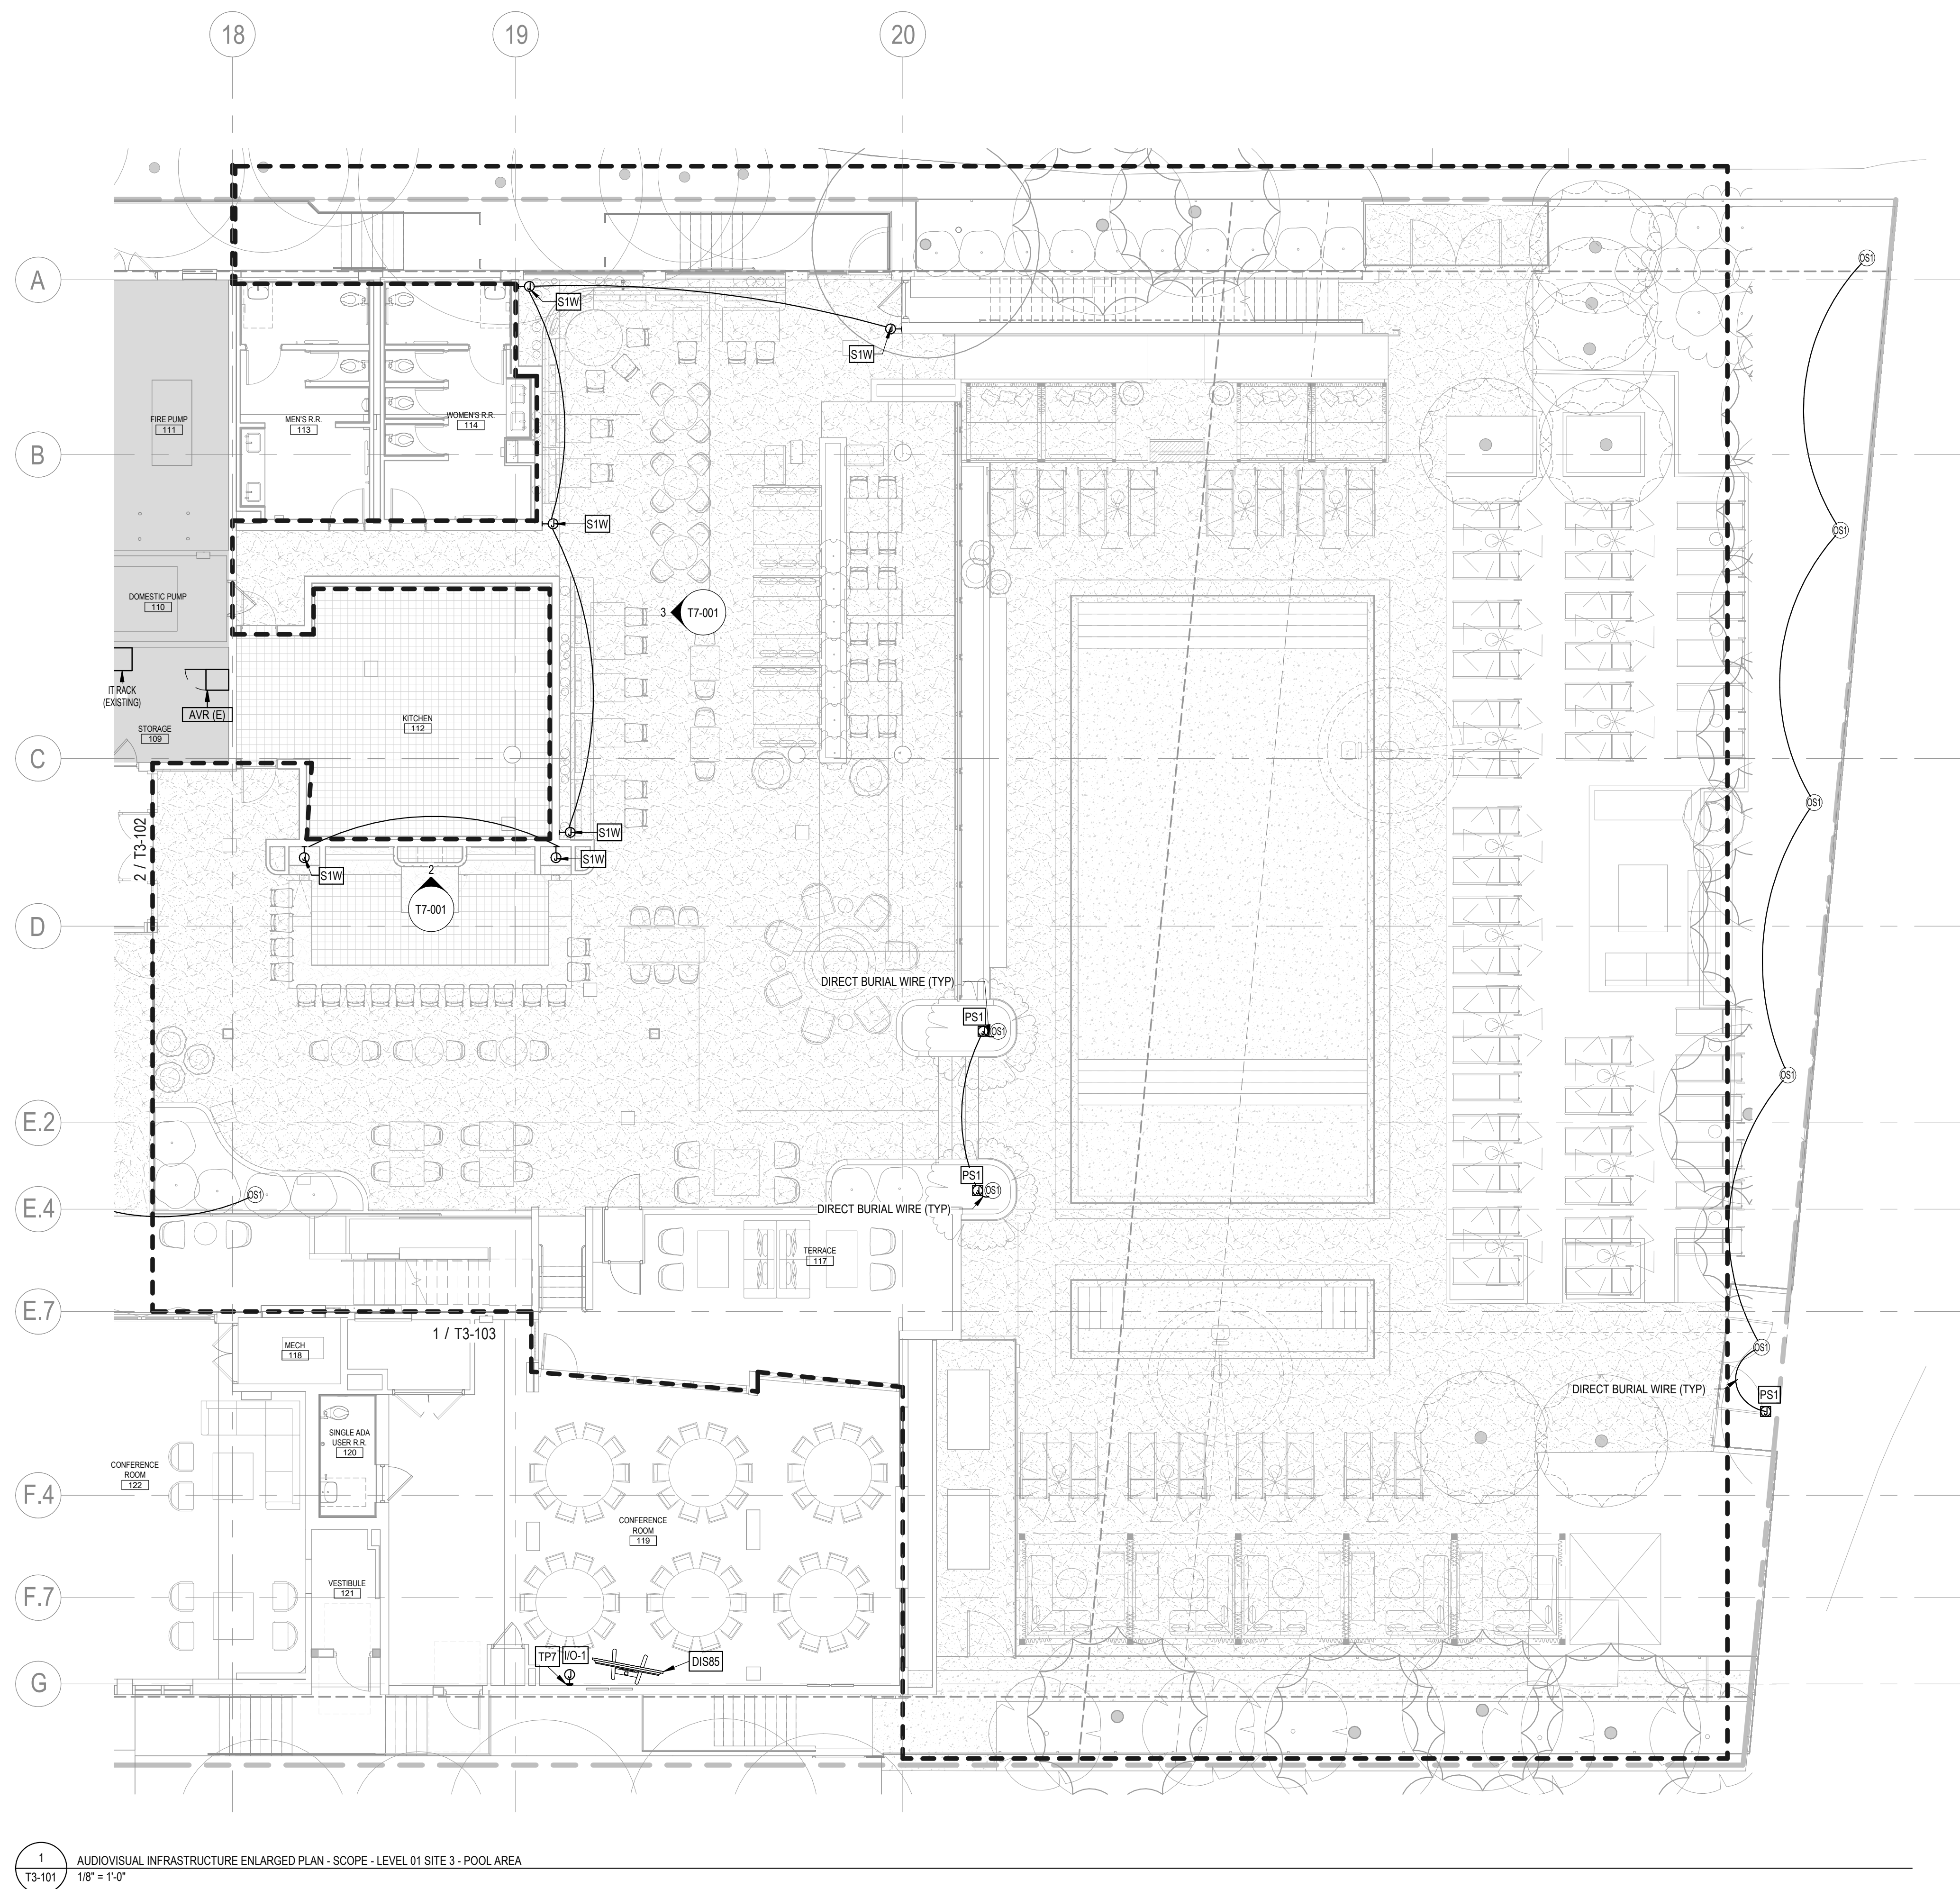 18
19
20
A
B
C
D
E.2
E.4
E.7
F.4
F.7
G
OS1
S1W
S1W
FIRE PUMP
111
MEN'S R.R.
113
WOMEN'S R.R.
114
S1W
OS1
DOMESTIC PUMP
110
3
T7-001
IT RACK
(EXISTING)
AVR (E)
STORAGE
109
KITCHEN
112
2 / T3-102
S1W
OS1
S1W
S1W
2
T7-001
DIRECT BURIAL WIRE (TYP)
PS1
OS1
OS1
PS1
OS1
DIRECT BURIAL WIRE (TYP)
OS1
TERRACE
117
1 / T3-103
MECH
118
OS1
DIRECT BURIAL WIRE (TYP)
PS1
SINGLE ADA
USER R.R.
120
CONFERENCE
ROOM
122
CONFERENCE
ROOM
119
VESTIBULE
121
TP7
I/O-1
DIS85
1
T3-101
AUDIOVISUAL INFRASTRUCTURE ENLARGED PLAN - SCOPE - LEVEL 01 SITE 3 - POOL AREA
1/8" = 1'-0"